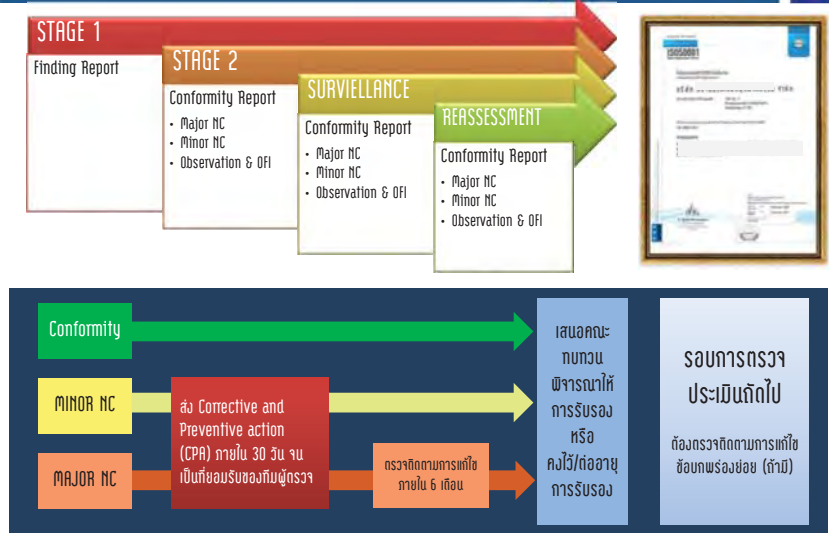 STAGE 1
Finding Report
STAGE 2
Conformity Report
• Major NC
• Minor NC
• Observation & OFI
SURVIELLANCE
Conformity Report
• Major NC
• Minor NC
• Observation & OFI
REASSESSMENT
Conformity Report
• Major NC
• Minor NC
• Observation & OFI
ISO50001
Conformity
MINOR NC
MAJOR NC
ส่ง Corrective and
Preventive action
(CPA) ภายใน 30 วัน จน
เป็นที่ยอมรับของทีมผู้ตรวจ
ตรวจติดตามการแก้ไข
ภายใน 6 เดือน
เสนอคณะ
ทบทวน
พิจารณาให้
การรับรอง
หรือ
คงไว้/ต่ออายุ
การรับรอง
รอบการตรวจ
ประเมินถัดไป
ต้องตรวจติดตามการแก้ไข
ข้อบกพร่องย่อย (ถ้ามี)